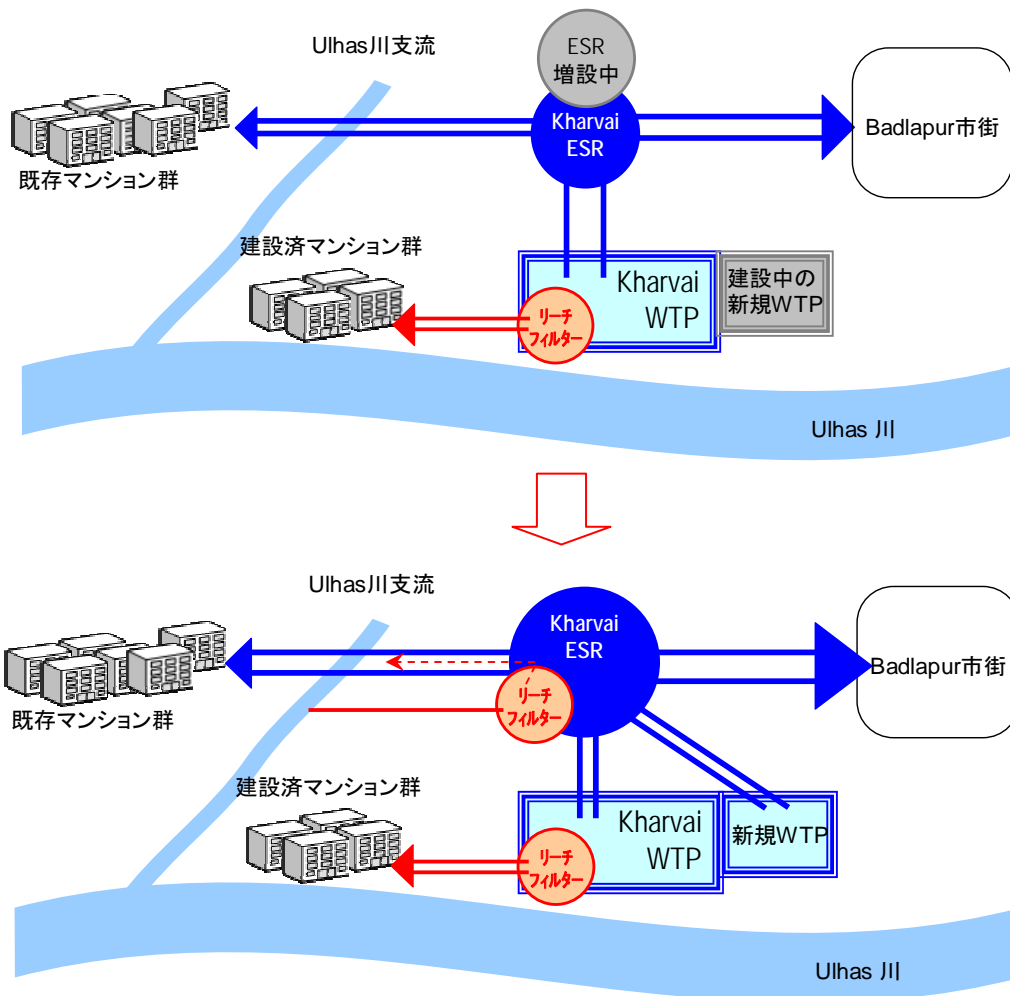 Ulhas川支流
ESR
増設中
Kharvai
ESR
Badlapur市街
既存マンション群
建設済マンション群
Kharvai
WTP
建設中の
新規WTP
リーチ
フィルター
Ulhas 川
Ulhas川支流
Kharvai
ESR
Badlapur市街
リーチ
フィルター
既存マンション群
建設済マンション群
Kharvai
WTP
新規WTP
リーチ
フィルター
Ulhas 川